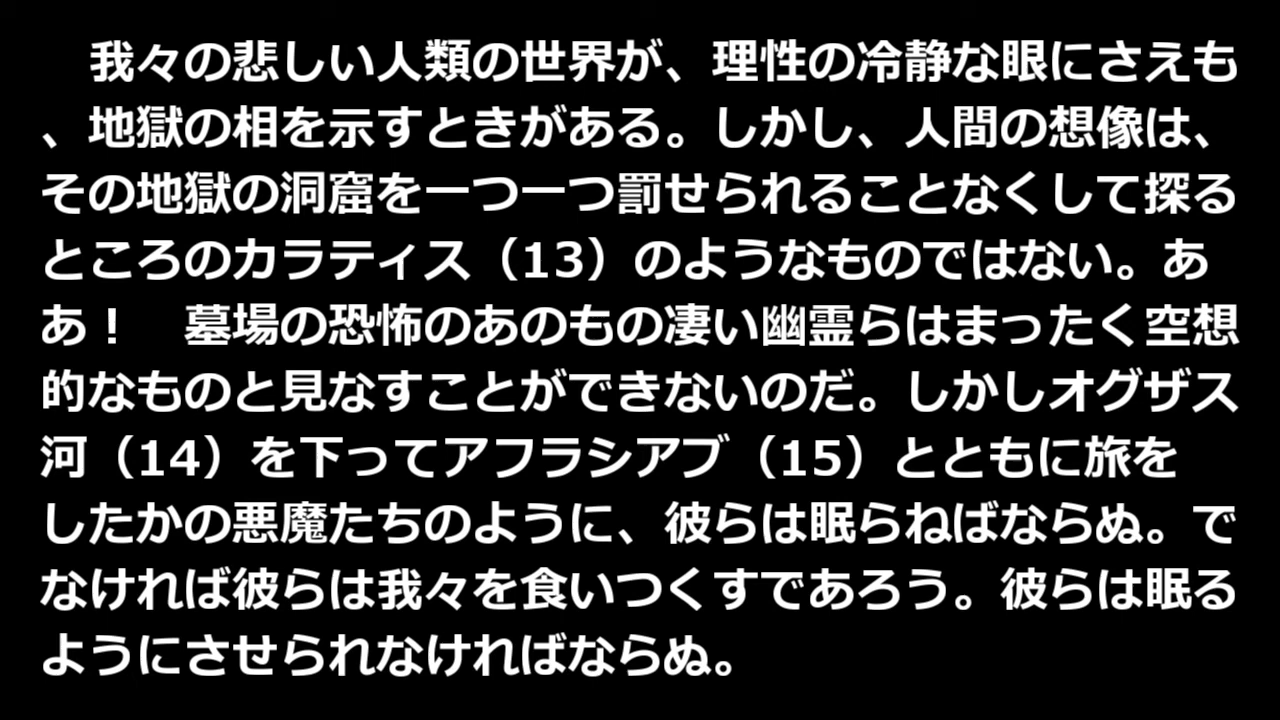 我々の悲しい人類の世界が、理性の冷静な眼にさえも
、地獄の相を示すときがある。しかし、人間の想像は、
その地獄の洞窟を一つ一つ罰せられることなくして探る
ところのカラティス（13）のようなものではない。あ
あ！　墓場の恐怖のあのもの凄い幽霊らはまったく空想
的なものと見なすことができないのだ。しかしオグザス
河（14）を下ってアフラシアブ（15）とともに旅を
したかの悪魔たちのように、彼らは眠らねばならぬ。で
なければ彼らは我々を食いつくすであろう。彼らは眠る
ようにさせられなければならぬ。